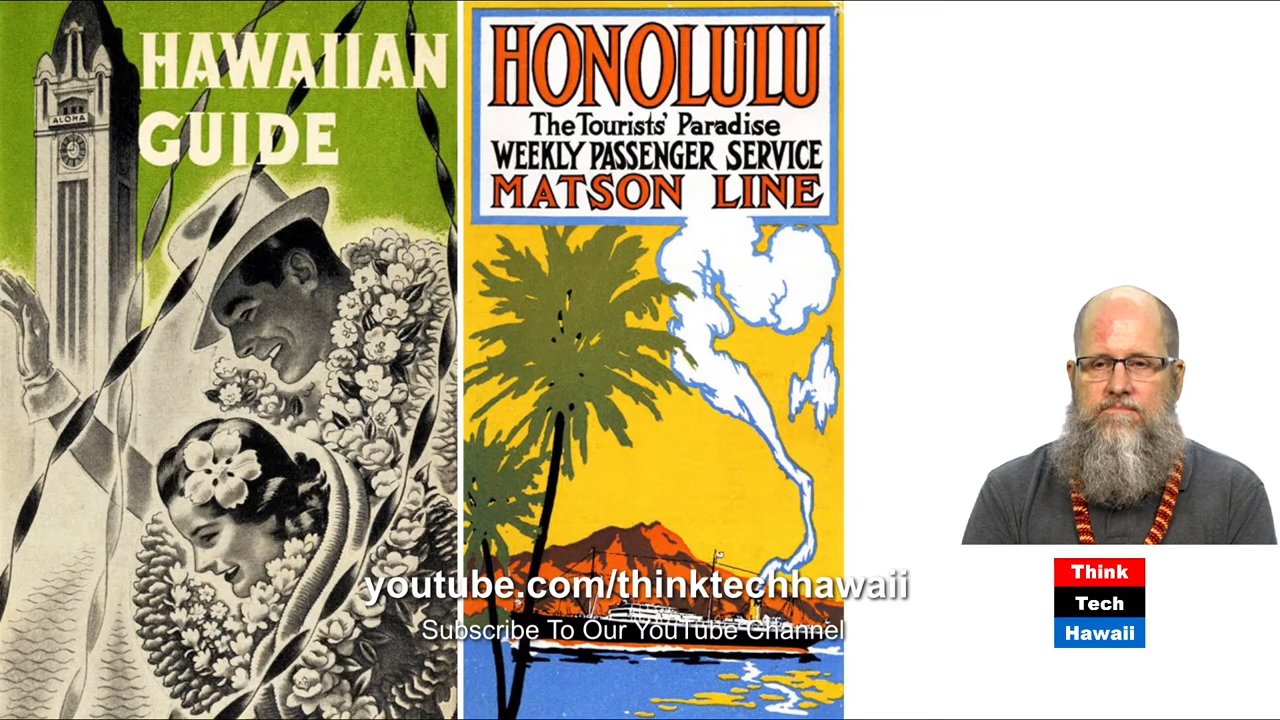 HAWAIIAN
GUIDE
ALOHA
HONOLULU
The Tourists' Paradise
WEEKLY PASSENGER SERVICE
MATSON LINE
youtube.com/thinktechhawaii
Subscribe To Our YouTube Channel
Think
Tech
Hawaii